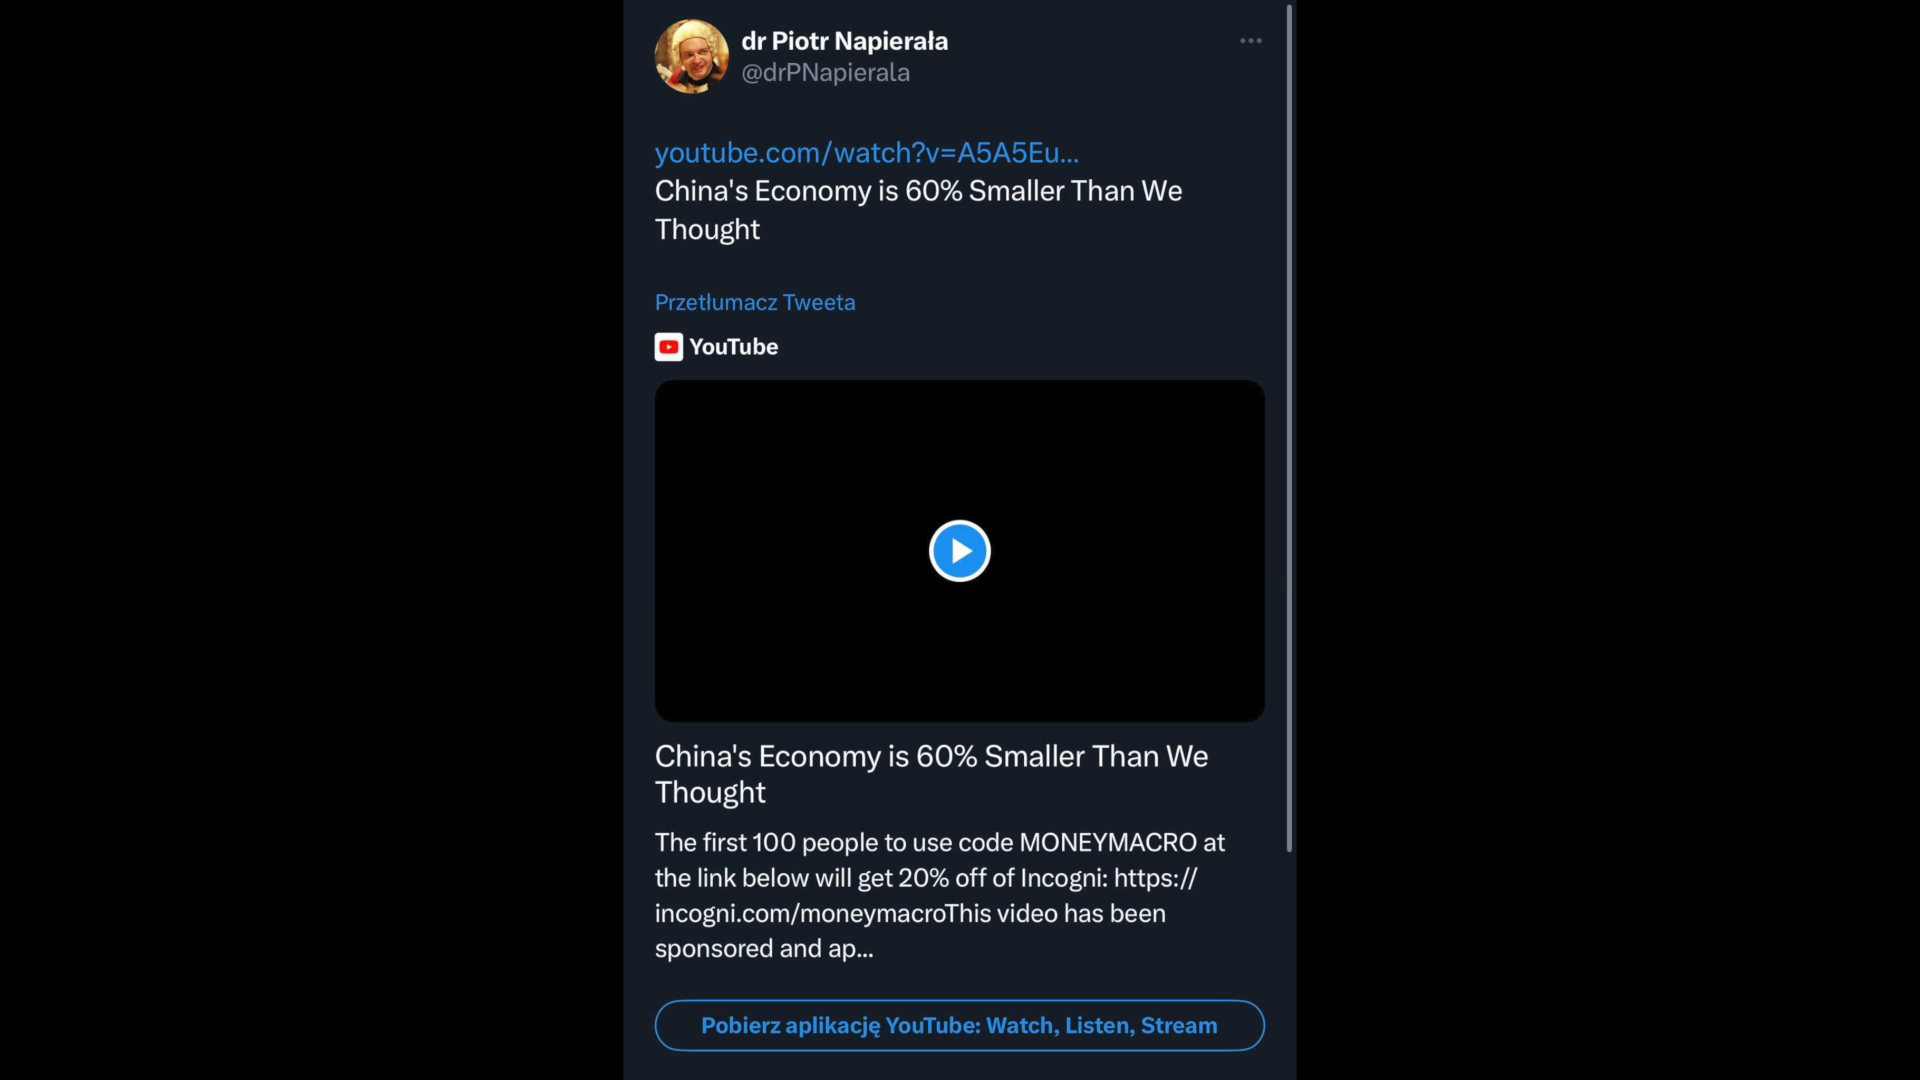 dr Piotr Napierała
@drPNapierala
youtube.com/watch?v=A5A5Eu...
China's Economy is 60% Smaller Than We
Thought
Przetłumacz Tweeta
YouTube
China's Economy is 60% Smaller Than We
Thought
The first 100 people to use code MONEYMACRO at
the link below will get 20% off of Incogni: https://
incogni.com/moneymacroThis video has been
sponsored and ap...
Pobierz aplikację YouTube: Watch, Listen, Stream